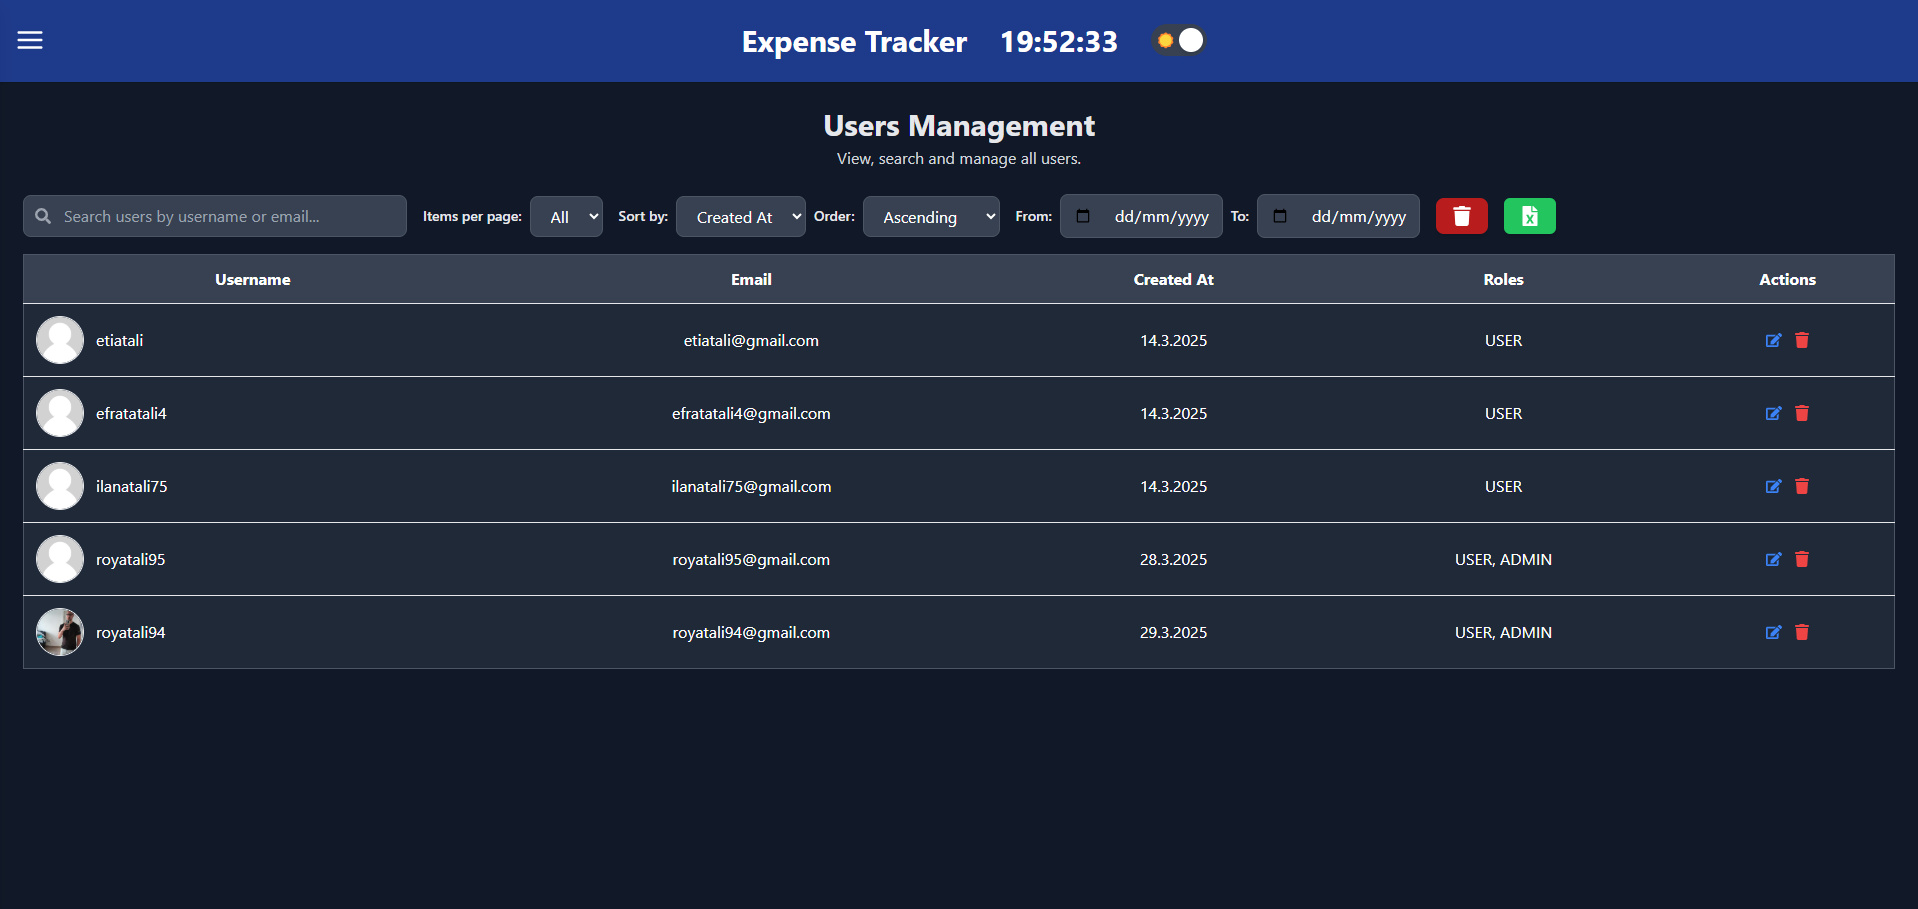 Expense Tracker 19:52:33
Users Management
View, search and manage all users.
Search users by username or email... Items per page: All Sort by: Created At Order: Ascending From: dd/mm/yyyy To: dd/mm/yyyy
Username Email Created At Roles Actions
etiatali etiatali@gmail.com 14.3.2025 USER
efratatali4 efratatali4@gmail.com 14.3.2025 USER
ilanatali75 ilanatali75@gmail.com 14.3.2025 USER
royatali95 royatali95@gmail.com 28.3.2025 USER, ADMIN
royatali94 royatali94@gmail.com 29.3.2025 USER, ADMIN